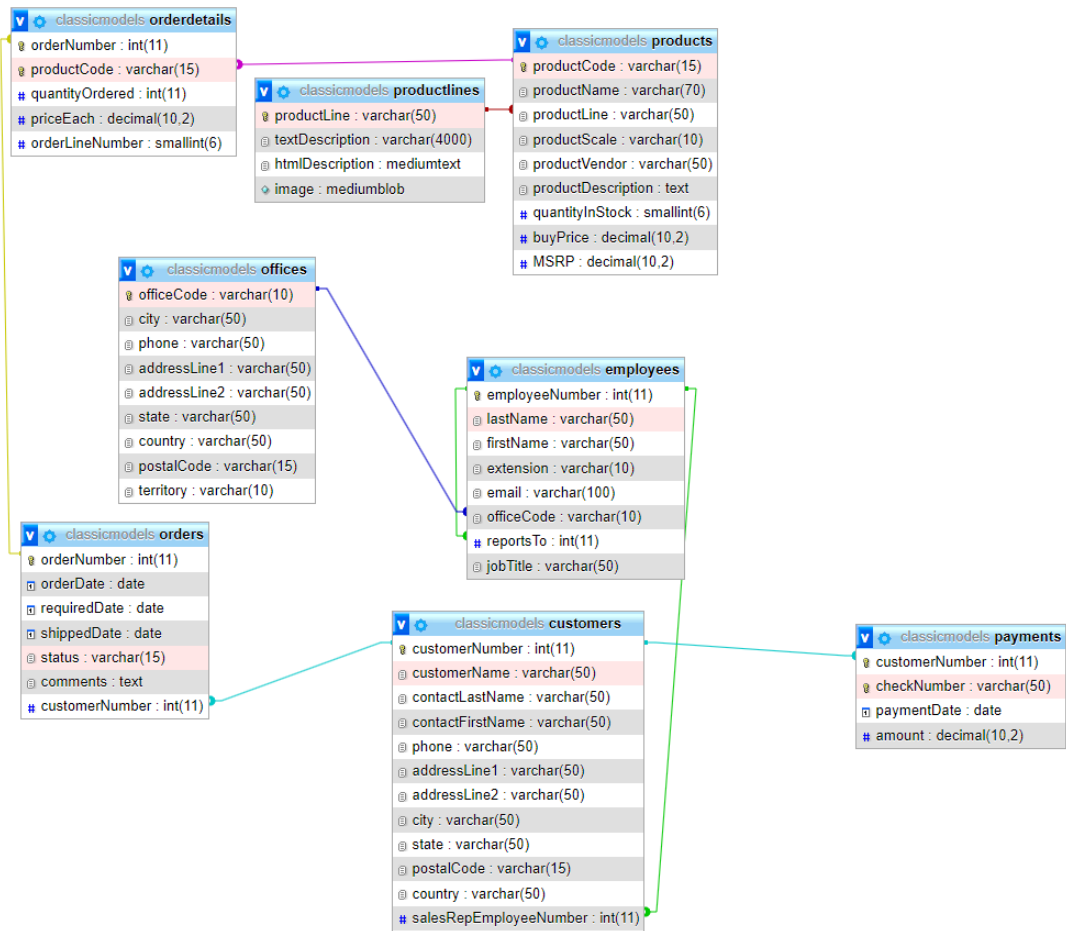 classicmodels orderdetails
orderNumber : int(11)
productCode : varchar(15)
quantityOrdered : int(11)
priceEach : decimal(10,2)
orderLineNumber : smallint(6)
classicmodels productlines
productLine : varchar(50)
textDescription : varchar(4000)
htmlDescription : mediumtext
image : mediumblob
classicmodels products
productCode : varchar(15)
productName : varchar(70)
productLine : varchar(50)
productScale : varchar(10)
productVendor : varchar(50)
productDescription : text
quantityInStock : smallint(6)
buyPrice : decimal(10,2)
MSRP : decimal(10,2)
classicmodels offices
officeCode : varchar(10)
city : varchar(50)
phone : varchar(50)
addressLine1 : varchar(50)
addressLine2 : varchar(50)
state : varchar(50)
country : varchar(50)
postalCode : varchar(15)
territory : varchar(10)
classicmodels employees
employeeNumber : int(11)
lastName : varchar(50)
firstName : varchar(50)
extension : varchar(10)
email : varchar(100)
officeCode : varchar(10)
reportsTo : int(11)
jobTitle : varchar(50)
classicmodels orders
orderNumber : int(11)
orderDate : date
requiredDate : date
shippedDate : date
status : varchar(15)
comments : text
customerNumber : int(11)
classicmodels customers
customerNumber : int(11)
customerName : varchar(50)
contactLastName : varchar(50)
contactFirstName : varchar(50)
phone : varchar(50)
addressLine1 : varchar(50)
addressLine2 : varchar(50)
city : varchar(50)
state : varchar(50)
postalCode : varchar(15)
country : varchar(50)
salesRepEmployeeNumber : int(11)
classicmodels payments
customerNumber : int(11)
checkNumber : varchar(50)
paymentDate : date
amount : decimal(10,2)